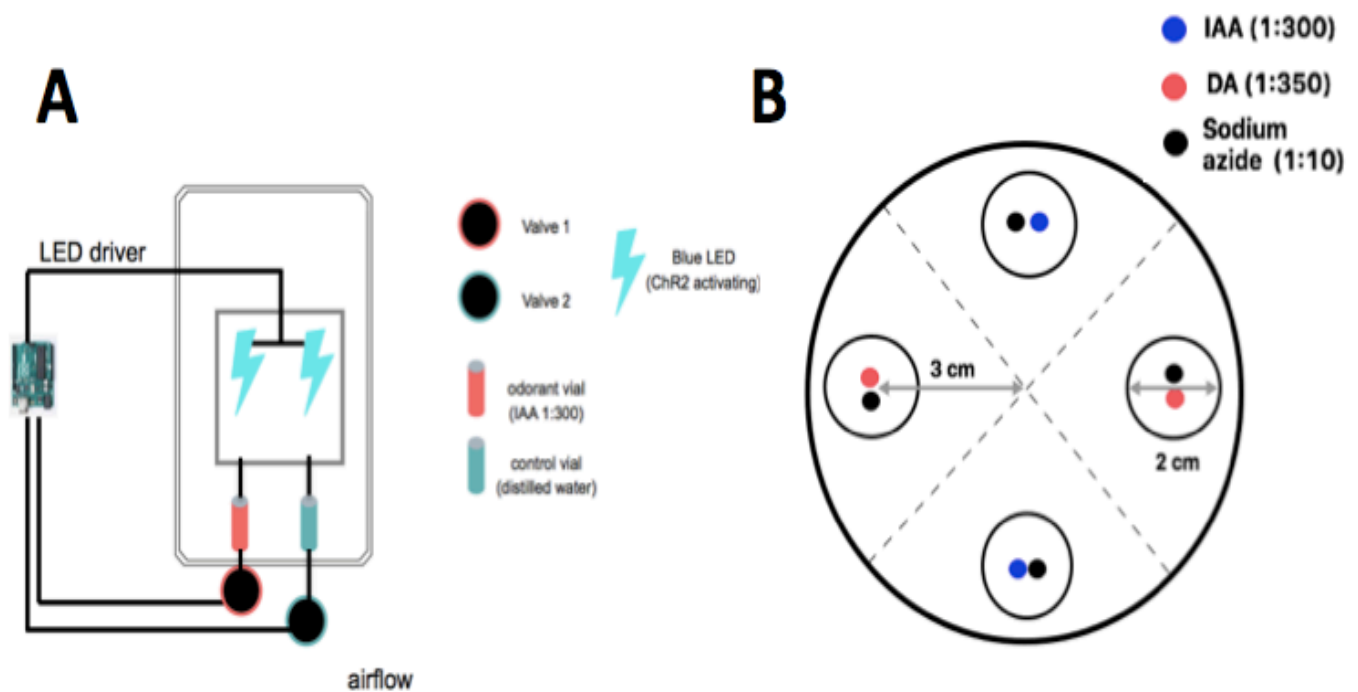 A
LED driver
Valve 1
Valve 2
Blue LED
(ChR2 activating)
odorant vial
(IAA 1:300)
control vial
(distilled water)
airflow
B
IAA (1:300)
DA (1:350)
Sodium
azide (1:10)
3 cm
2 cm